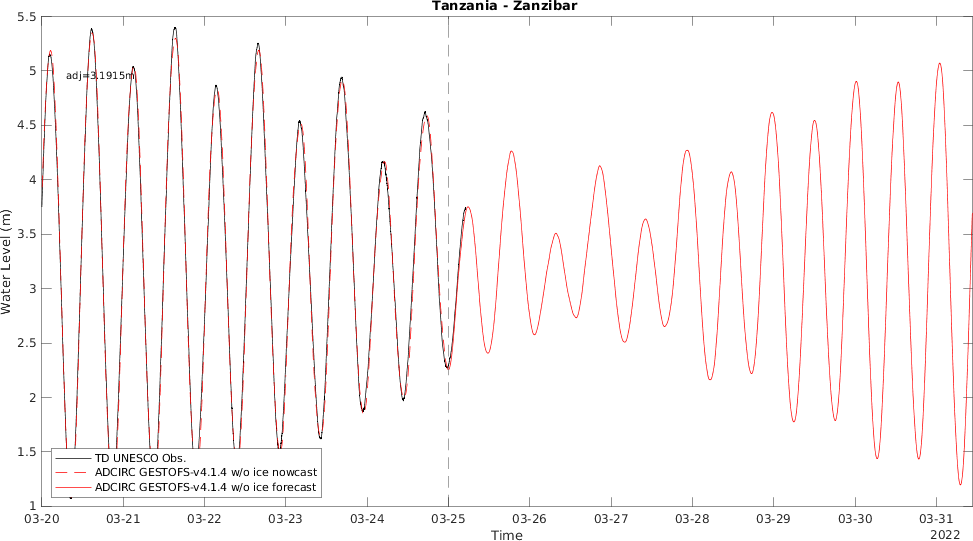 Tanzania - Zanzibar
5.5
5
4.5
4
3.5
3
2.5
2
1.5
1
Water Level (m)
adj=3.1915m
TD UNESCO Obs.
ADCIRC GESTOFS-v4.1.4 w/o ice nowcast
ADCIRC GESTOFS-v4.1.4 w/o ice forecast
03-20 03-21 03-22 03-23 03-24 03-25 03-26 03-27 03-28 03-29 03-30 03-31
Time
2022